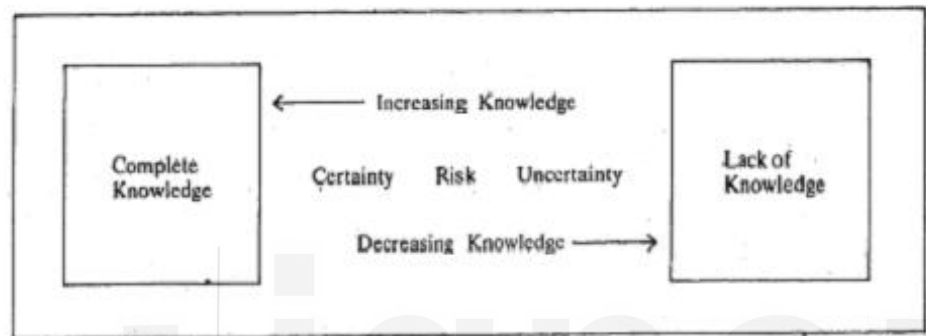 Increasing Knowledge
Complete
Knowledge
Certainty Risk Uncertainty
Lack of
Knowledge
Decreasing Knowledge